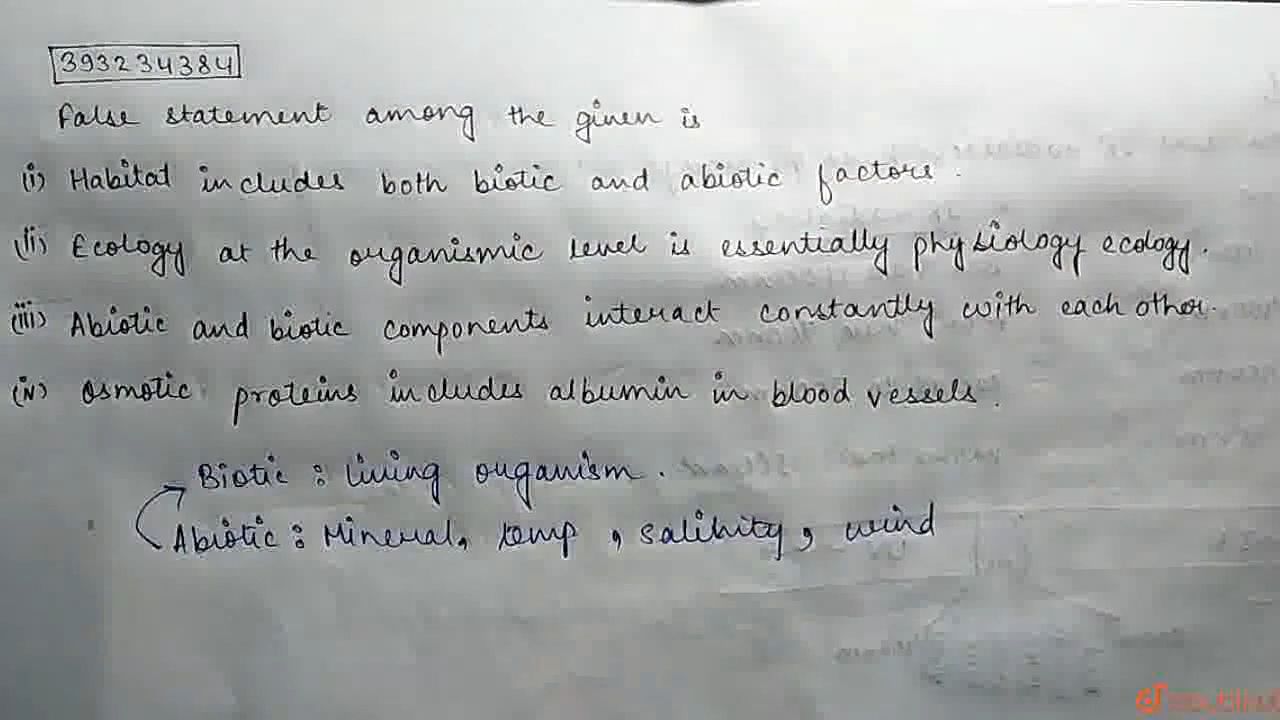 393234384
False statement among the given is
(i) Habitat includes both biotic and abiotic factors.
(ii) Ecology at the organismic level is essentially physiology ecology.
(iii) Abiotic and biotic components interact constantly with each other.
(iv) Osmotic proteins includes albumin in blood vessels.
Biotic : living organism.
Abiotic : Mineral, temp, salinity, wind
doubtnut